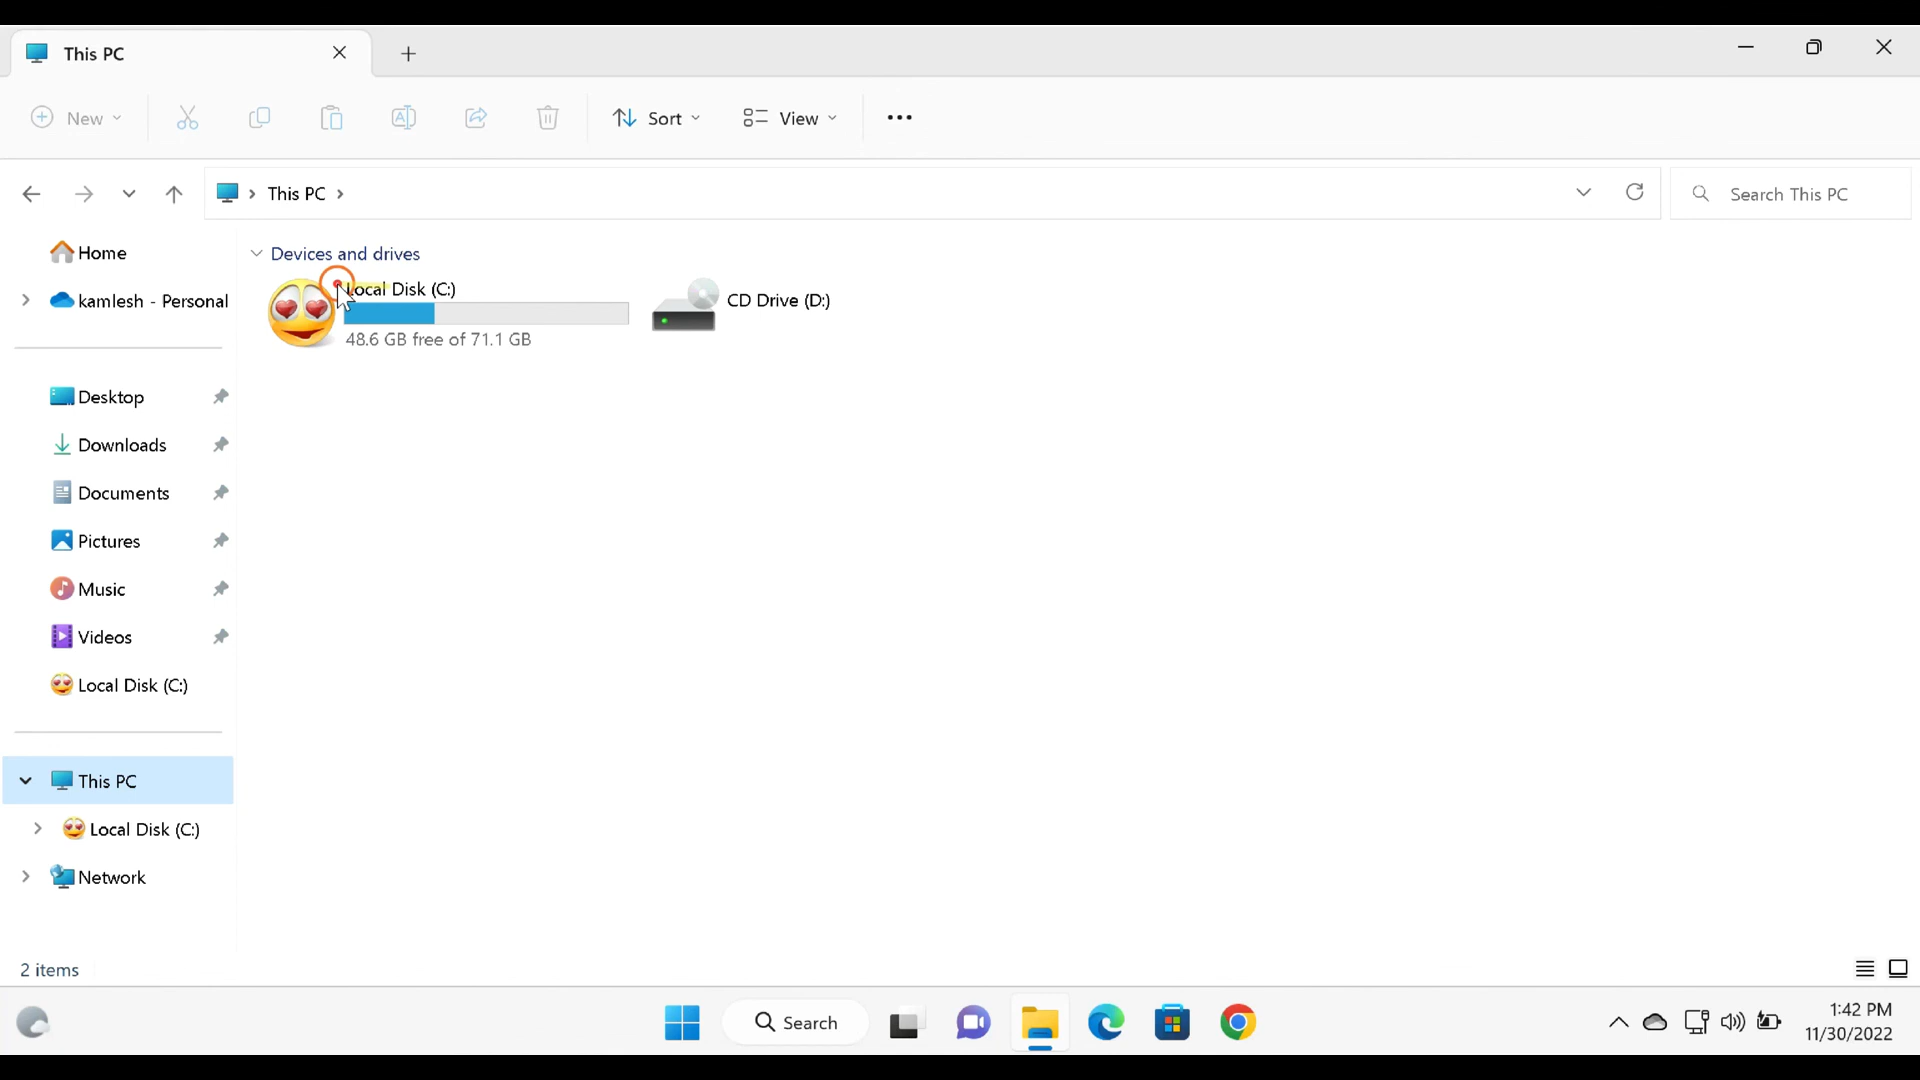 This PC
New
Sort
View
This PC
Search This PC
Home
kamlesh - Personal
Desktop
Downloads
Documents
Pictures
Music
Videos
Local Disk (C:)
This PC
Local Disk (C:)
Network
Devices and drives
Local Disk (C:)
48.6 GB free of 71.1 GB
CD Drive (D:)
2 items
Search
1:42 PM
11/30/2022